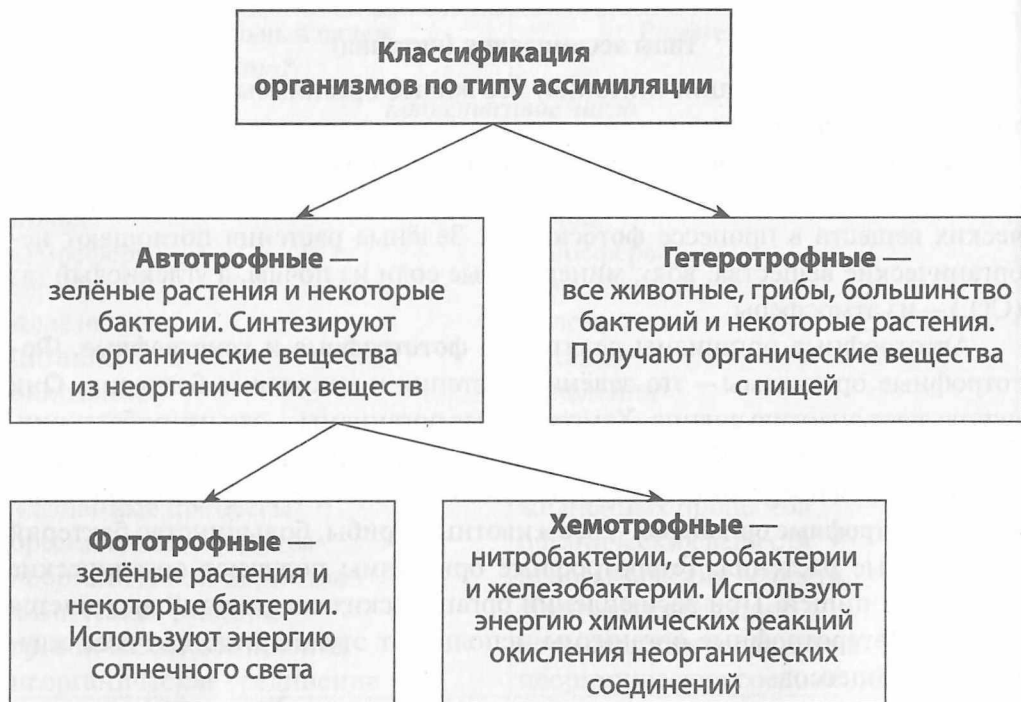 Классификация
организмов по типу ассимиляции
Автотрофные —
зелёные растения и некоторые
бактерии. Синтезируют
органические вещества
из неорганических веществ
Гетеротрофные —
все животные, грибы, большинство
бактерий и некоторые растения.
Получают органические вещества
с пищей
Фототрофные —
зелёные растения и
некоторые бактерии.
Используют энергию
солнечного света
Хемотрофные —
нитробактерии, серобактерии
и железобактерии. Используют
энергию химических реакций
окисления неорганических
соединений